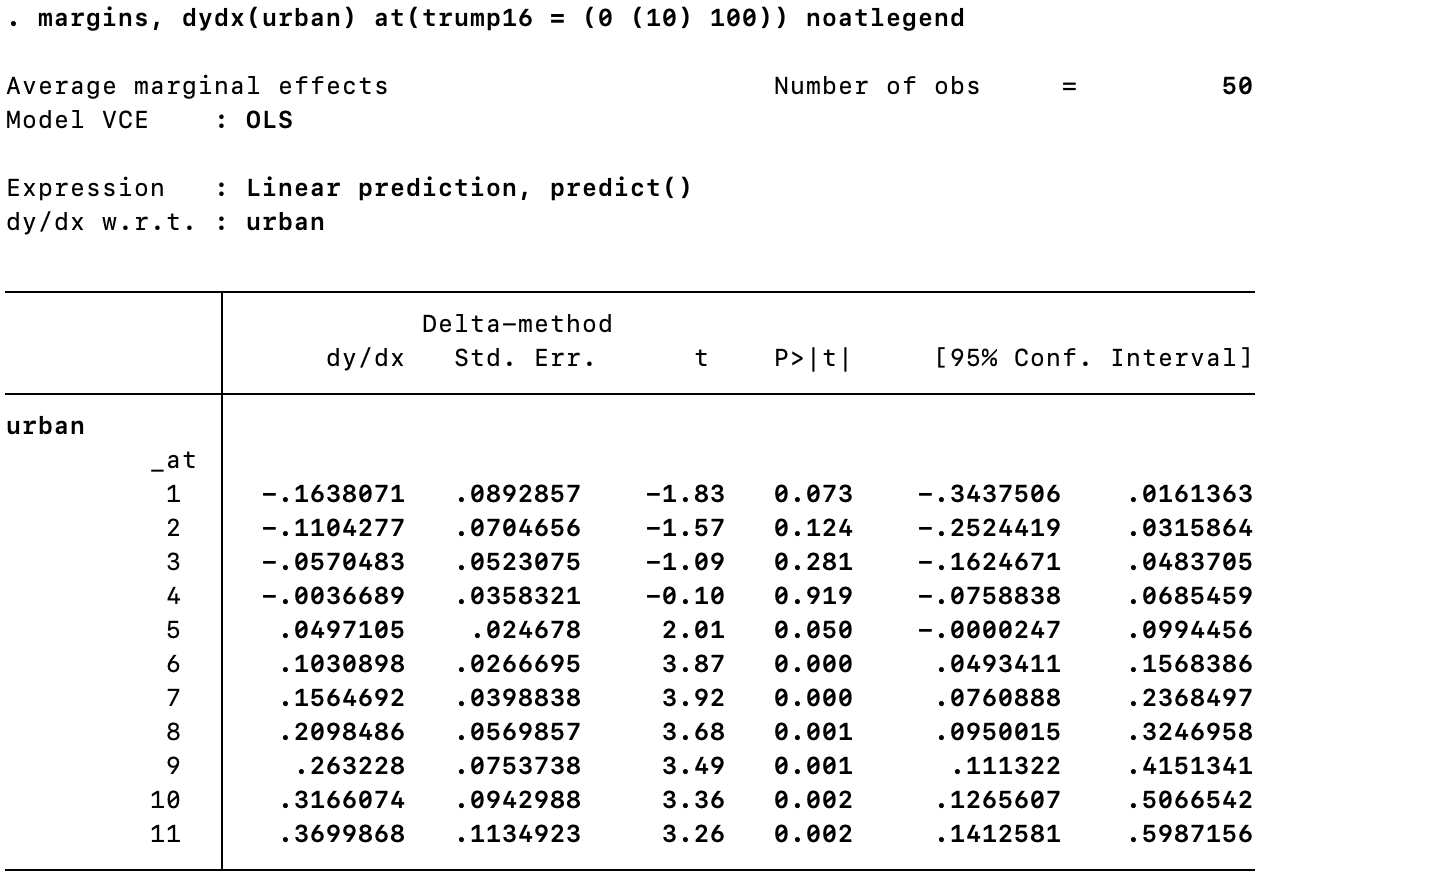 . margins, dydx(urban) at(trump16 = (0 (10) 100)) noatlegend
Average marginal effects Number of obs = 50
Model VCE : OLS
Expression : Linear prediction, predict()
dy/dx w.r.t. : urban
Delta-method
dy/dx Std. Err. t P>|t| [95% Conf. Interval]
urban
_at
1 -.1638071 .0892857 -1.83 0.073 -.3437506 .0161363
2 -.1104277 .0704656 -1.57 0.124 -.2524419 .0315864
3 -.0570483 .0523075 -1.09 0.281 -.1624671 .0483705
4 -.0036689 .0358321 -0.10 0.919 -.0758838 .0685459
5 .0497105 .024678 2.01 0.050 -.0000247 .0994456
6 .1030898 .0266695 3.87 0.000 .0493411 .1568386
7 .1564692 .0398838 3.92 0.000 .0760888 .2368497
8 .2098486 .0569857 3.68 0.001 .0950015 .3246958
9 .263228 .0753738 3.49 0.001 .111322 .4151341
10 .3166074 .0942988 3.36 0.002 .1265607 .5066542
11 .3699868 .1134923 3.26 0.002 .1412581 .5987156